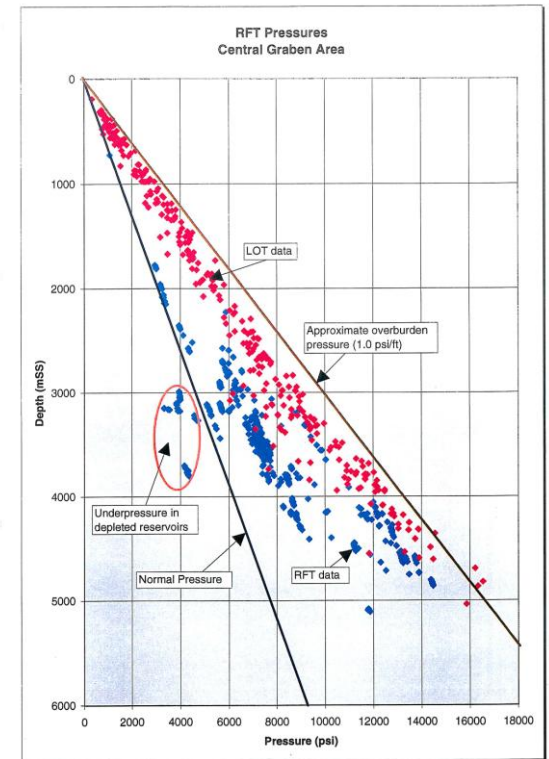 RFT Pressures
Central Graben Area
0
1000
2000
3000
4000
5000
6000
Depth (mSS)
LOT data
Approximate overburden
pressure (1.0 psi/ft)
Underpressure in
depleted reservoirs
Normal Pressure
RFT data
0 2000 4000 6000 8000 10000 12000 14000 16000 18000
Pressure (psi)